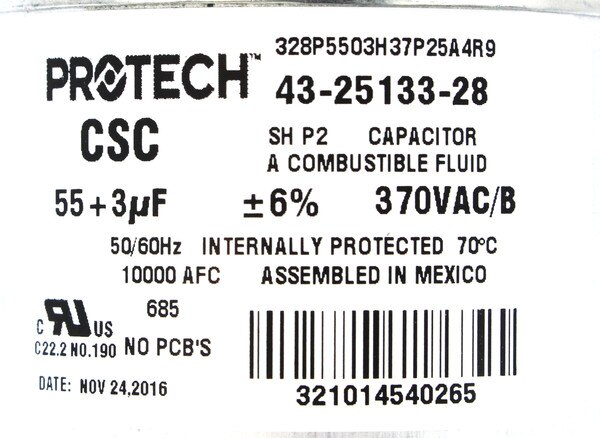 328P5503H37P25A4R9
PROTECH™
43-25133-28
CSC
SH P2 CAPACITOR
A COMBUSTIBLE FLUID
55+3µF ±6% 370VAC/B
50/60Hz INTERNALLY PROTECTED 70°C
10000 AFC ASSEMBLED IN MEXICO
685
C RU US
C22.2 NO.190 NO PCB'S
DATE: NOV 24,2016
321014540265